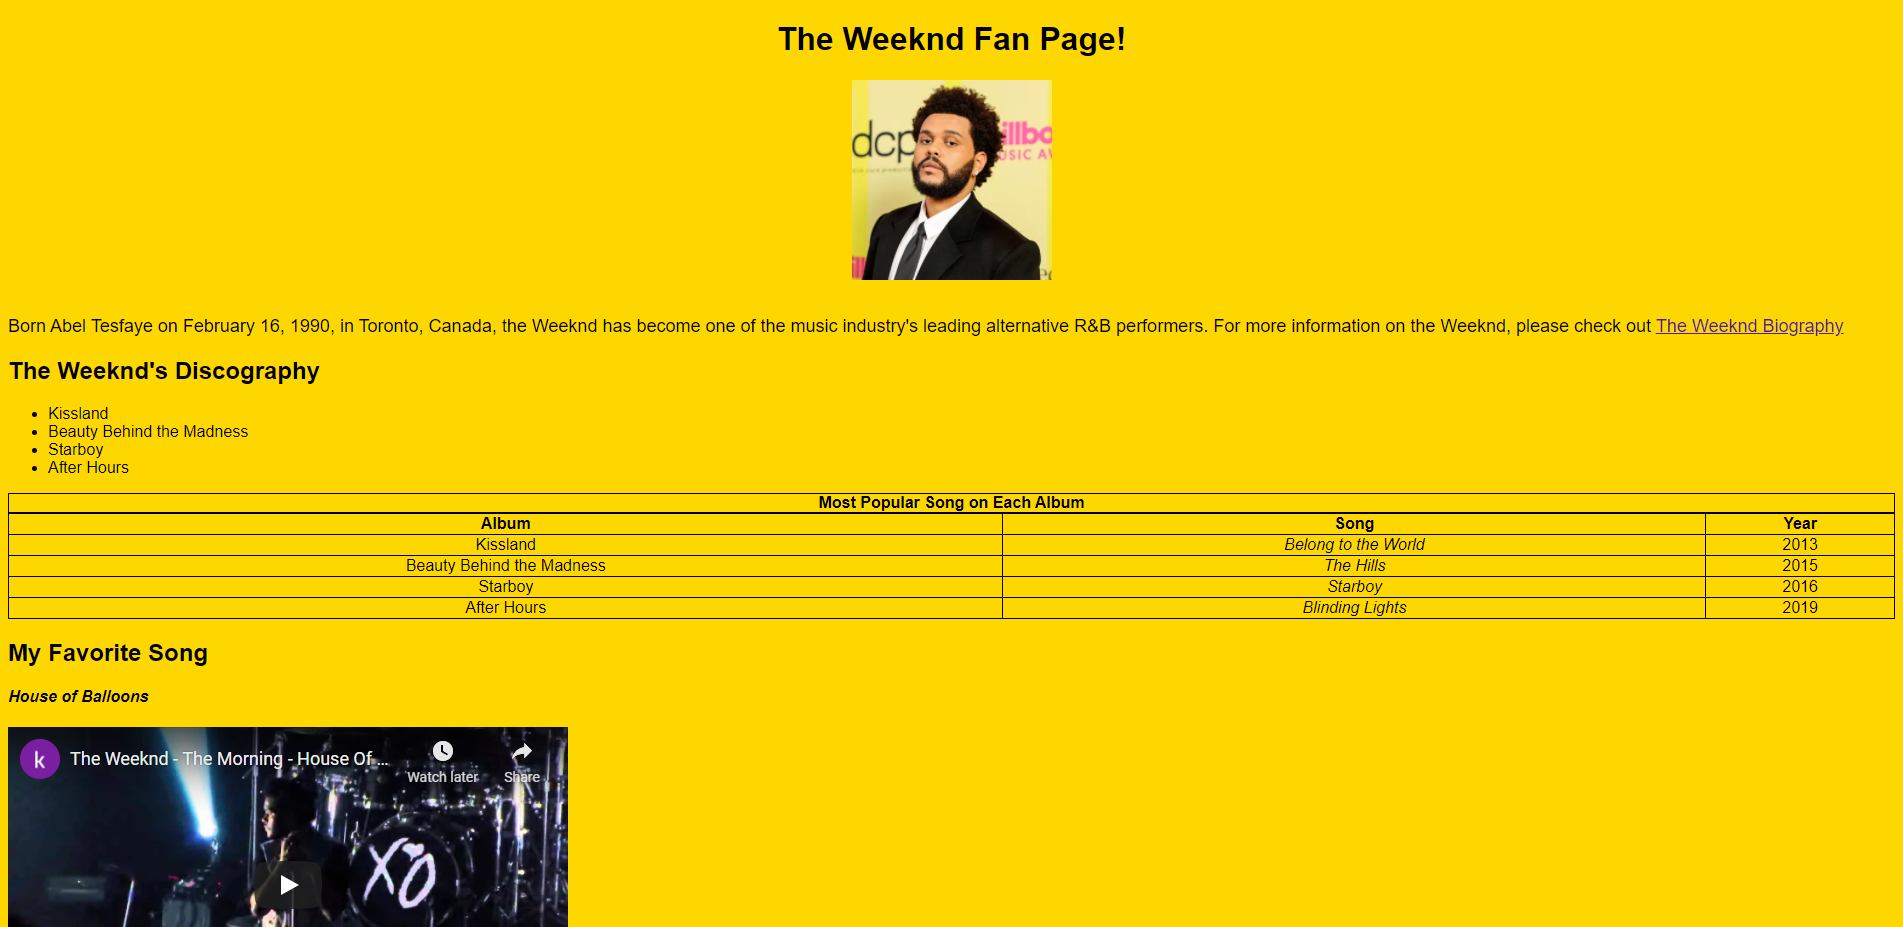 The Weeknd Fan Page!
dcp
illbo
USIC AW
Born Abel Tesfaye on February 16, 1990, in Toronto, Canada, the Weeknd has become one of the music industry's leading alternative R&B performers. For more information on the Weeknd, please check out The Weeknd Biography
The Weeknd's Discography
Kissland
Beauty Behind the Madness
Starboy
After Hours
Most Popular Song on Each Album
Album Song Year
Kissland Belong to the World 2013
Beauty Behind the Madness The Hills 2015
Starboy Starboy 2016
After Hours Blinding Lights 2019
My Favorite Song
House of Balloons
k The Weeknd - The Morning - House Of ...
Watch later Share
XO